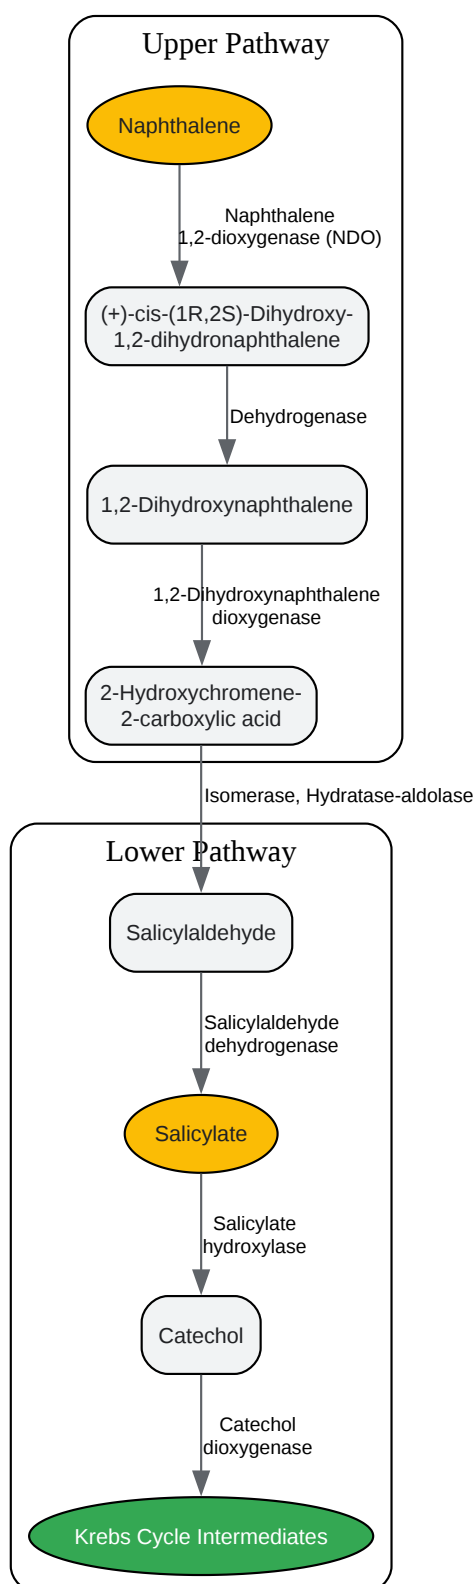 Upper Pathway
Naphthalene
Naphthalene
1,2-dioxygenase (NDO)
(+)-cis-(1R,2S)-Dihydroxy-
1,2-dihydronaphthalene
Dehydrogenase
1,2-Dihydroxynaphthalene
1,2-Dihydroxynaphthalene
dioxygenase
2-Hydroxychromene-
2-carboxylic acid
Isomerase, Hydratase-aldolase
Lower Pathway
Salicylaldehyde
Salicylaldehyde
dehydrogenase
Salicylate
Salicylate
hydroxylase
Catechol
Catechol
dioxygenase
Krebs Cycle Intermediates